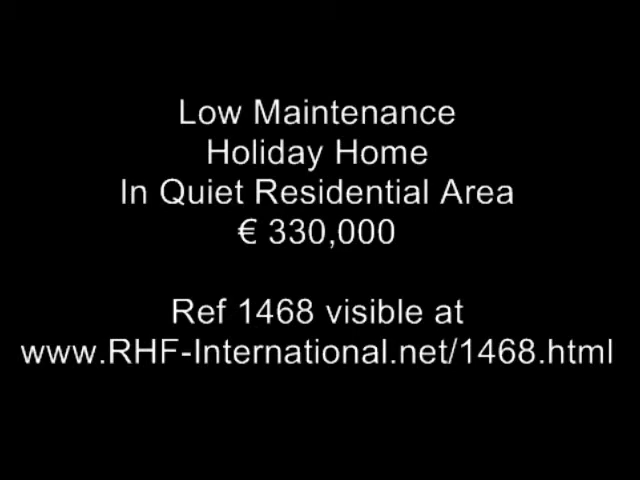 Low Maintenance
Holiday Home
In Quiet Residential Area
€ 330,000
Ref 1468 visible at
www.RHF-International.net/1468.html